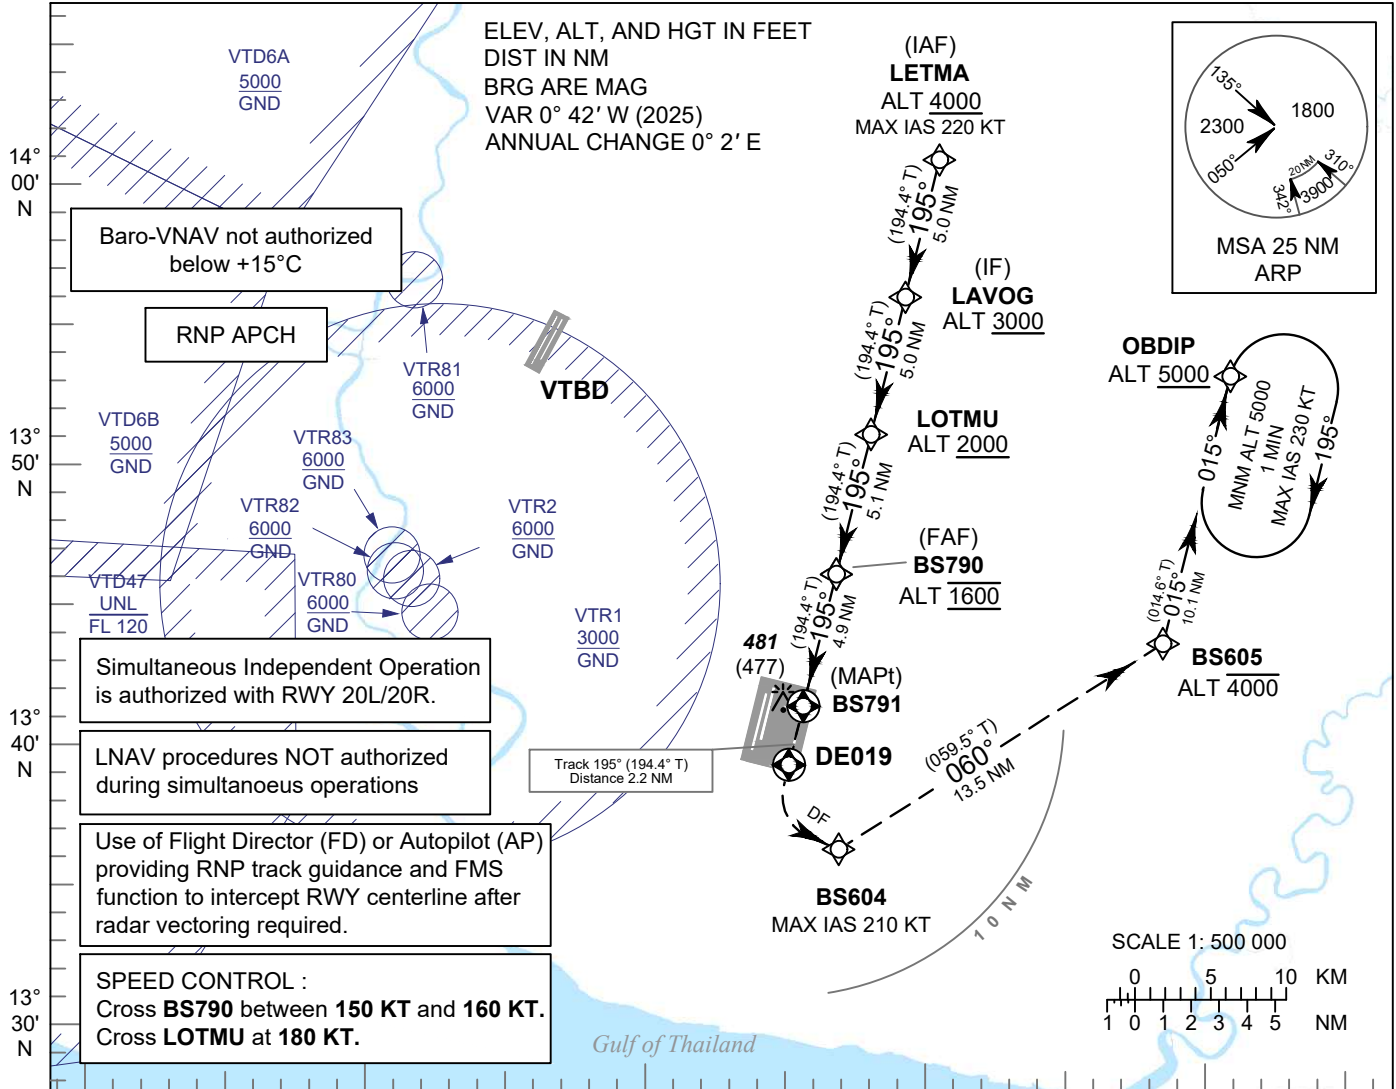 ELEV, ALT, AND HGT IN FEET
DIST IN NM
BRG ARE MAG
VAR 0° 42' W (2025)
ANNUAL CHANGE 0° 2' E
VTD6A
5000
GND
(IAF)
LETMA
ALT 4000
MAX IAS 220 KT
135°
1800
2300
050°
20 NM
310°
342°
3900
MSA 25 NM
ARP
14°
00'
N
Baro-VNAV not authorized
below +15°C
RNP APCH
(194.4° T)
195°
5.0 NM
(IF)
LAVOG
ALT 3000
VTBD
VTR81
6000
GND
(194.4° T)
195°
5.0 NM
OBDIP
ALT 5000
MNM ALT 5000
1 MIN
MAX IAS 230 KT
015°
195°
VTD6B
5000
GND
13°
50'
N
VTR83
6000
GND
LOTMU
ALT 2000
(194.4° T)
195°
5.1 NM
VTR82
6000
GND
VTR2
6000
GND
(FAF)
BS790
ALT 1600
VTD47
UNL
FL 120
VTR80
6000
GND
VTR1
3000
GND
(194.4° T)
195°
4.9 NM
(014.6° T)
015°
10.1 NM
Simultaneous Independent Operation
is authorized with RWY 20L/20R.
481
(477)
(MAPt)
BS791
BS605
ALT 4000
13°
40'
N
LNAV procedures NOT authorized
during simultanoeus operations
Track 195° (194.4° T)
Distance 2.2 NM
DE019
(059.5° T)
060°
13.5 NM
DF
Use of Flight Director (FD) or Autopilot (AP)
providing RNP track guidance and FMS
function to intercept RWY centerline after
radar vectoring required.
BS604
MAX IAS 210 KT
10 NM
SPEED CONTROL :
Cross BS790 between 150 KT and 160 KT.
Cross LOTMU at 180 KT.
13°
30'
N
Gulf of Thailand
SCALE 1: 500 000
0 5 10 KM
1 0 1 2 3 4 5 NM